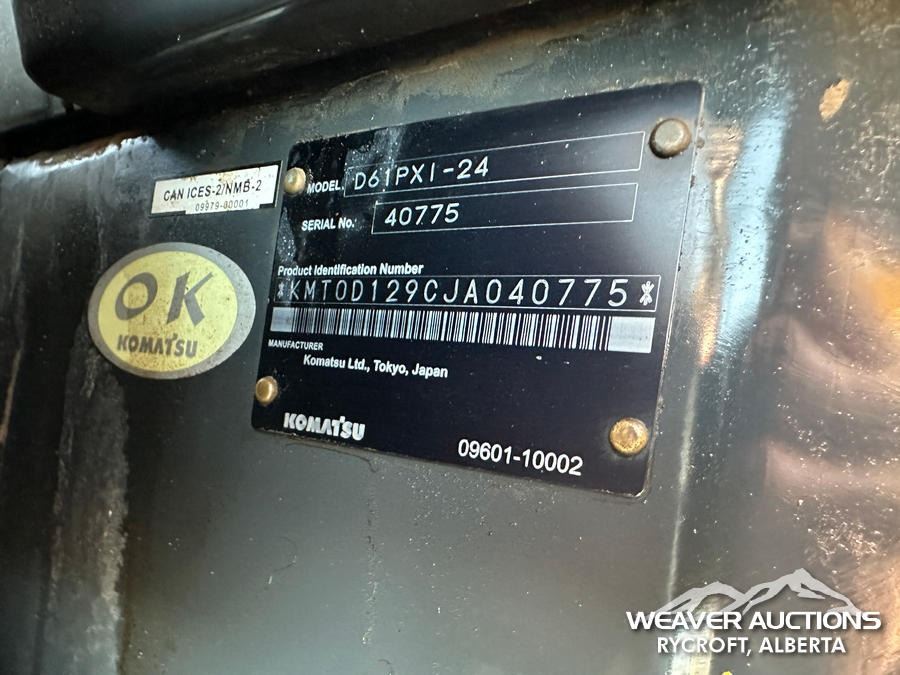 CAN ICES-2/NMB-2
09979-00001
OK
KOMATSU
MODEL D61PXI-24
SERIAL No. 40775
Product Identification Number
*KMT0D129CJA040775*
MANUFACTURER
Komatsu Ltd., Tokyo, Japan
KOMATSU
09601-10002
WEAVER AUCTIONS
RYCROFT, ALBERTA